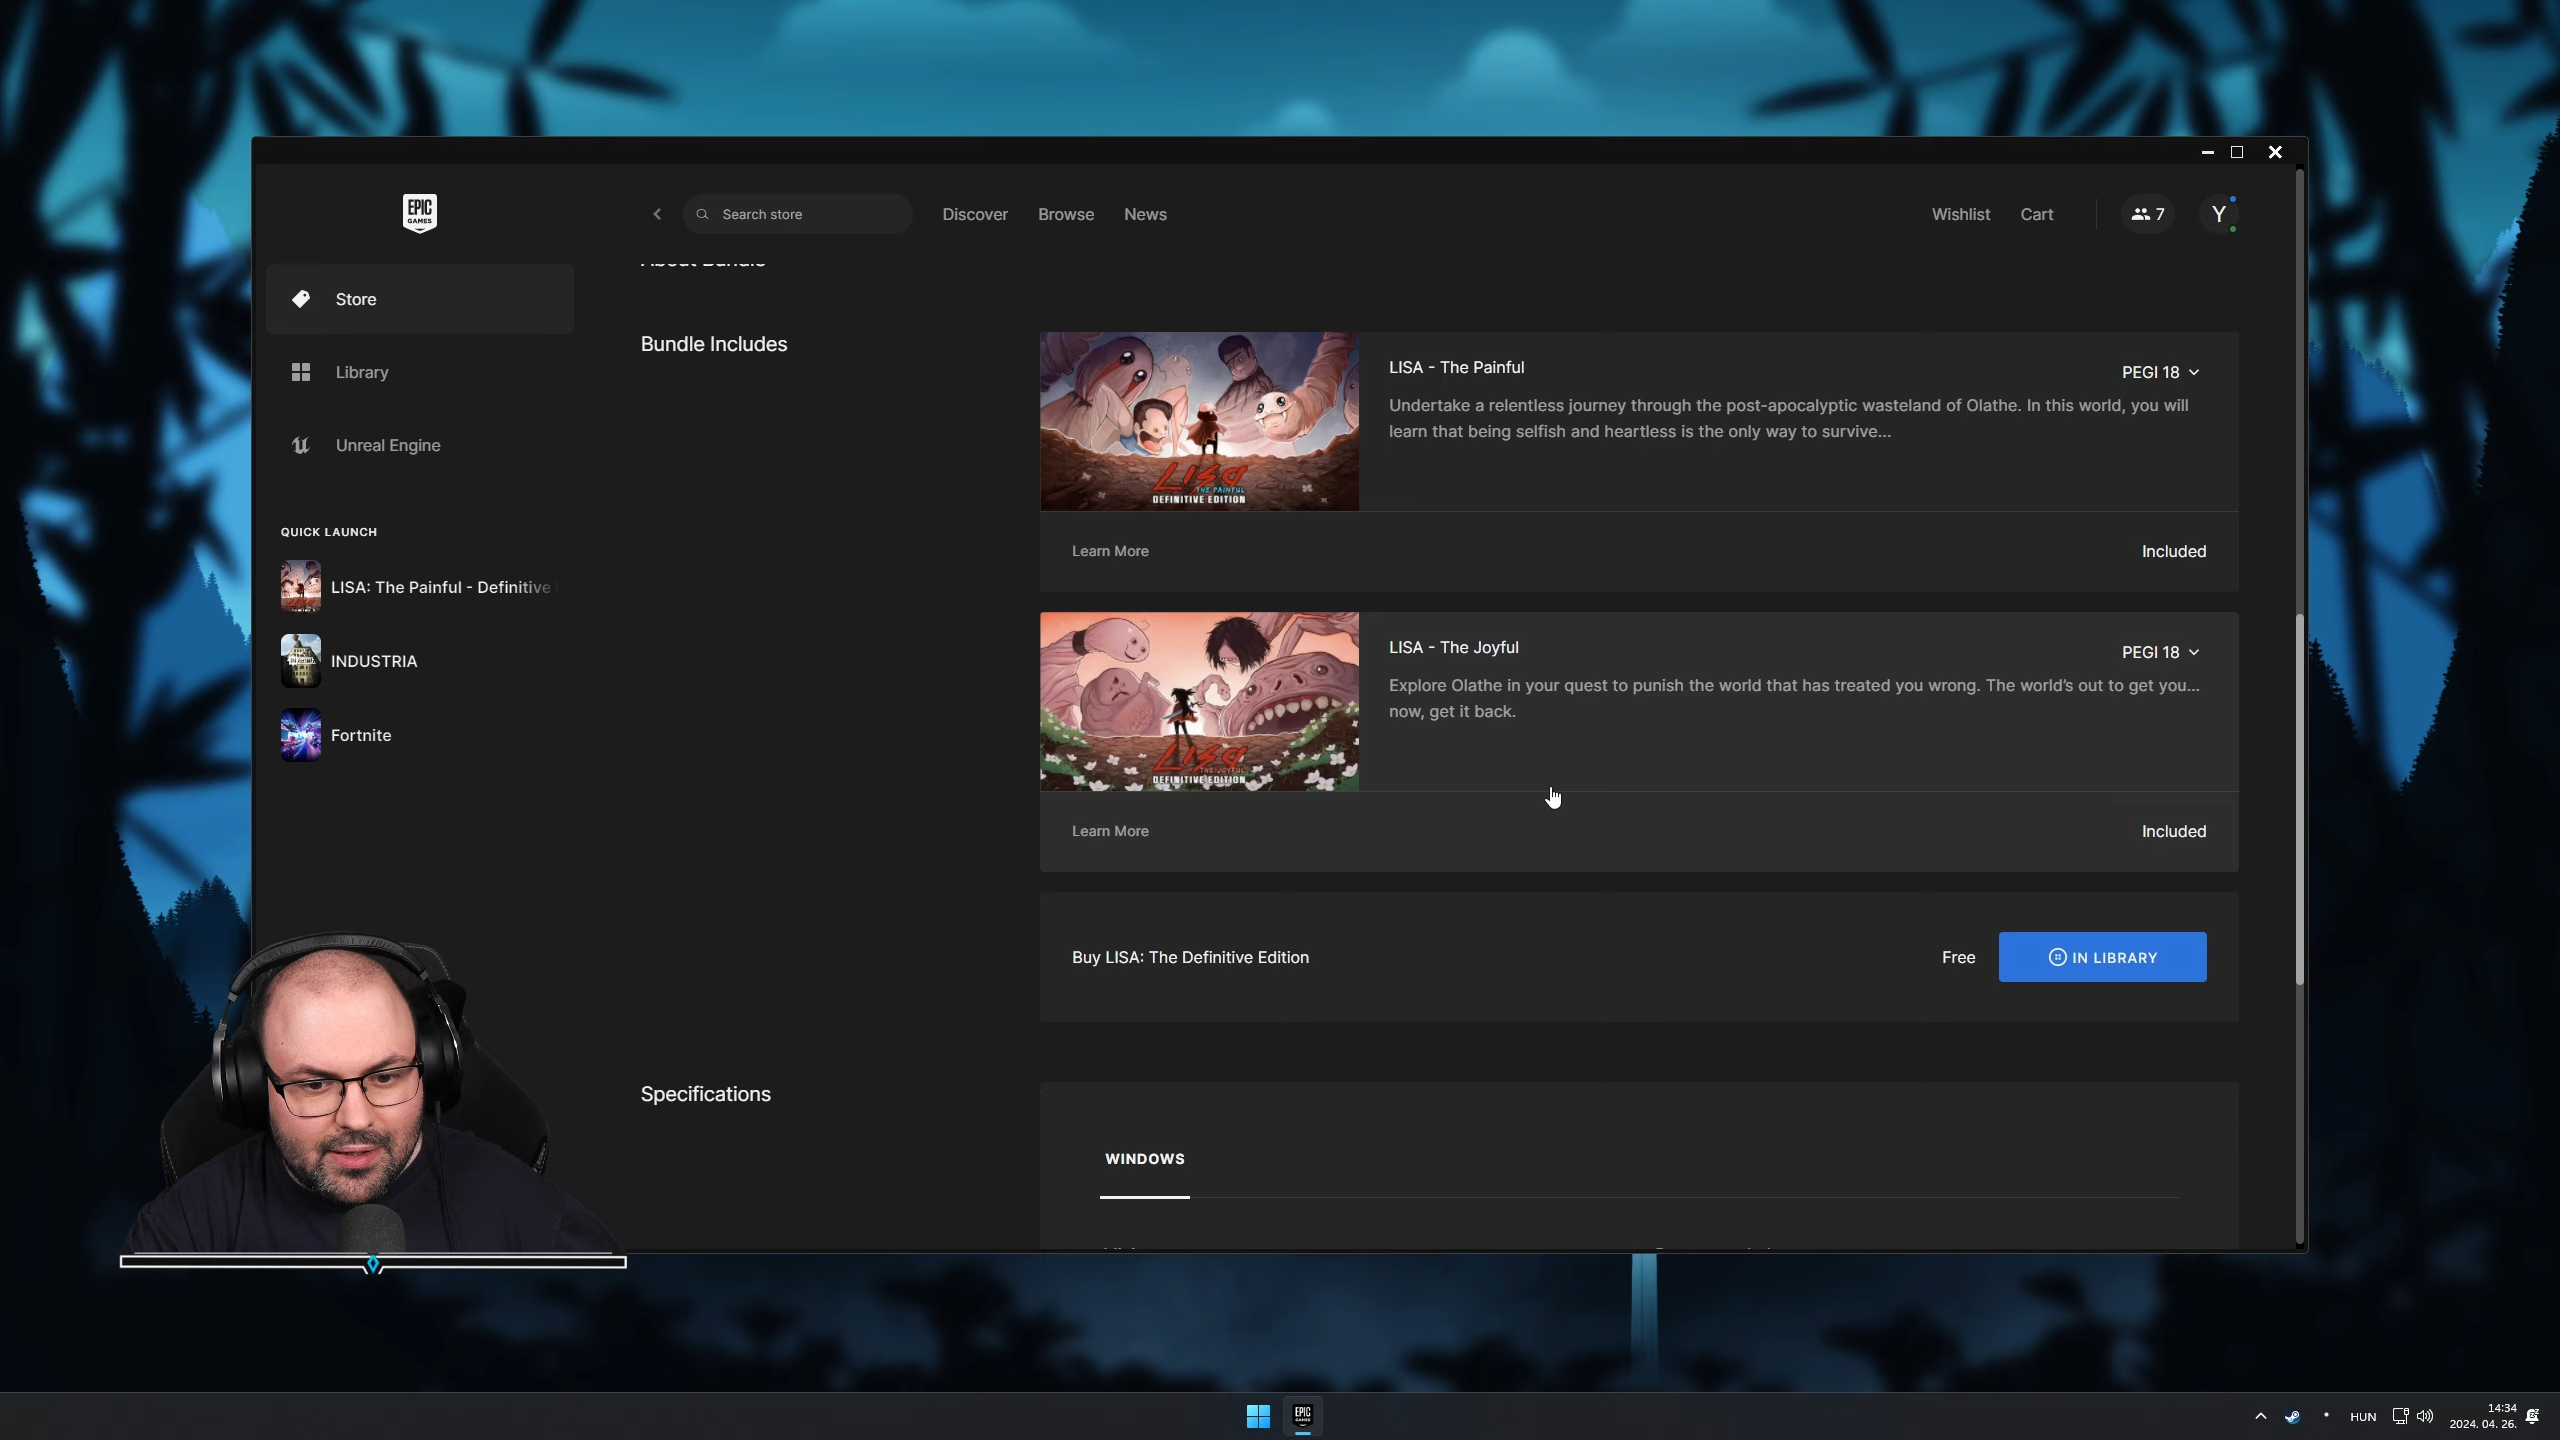 EPIC
GAMES
Search store
Discover
Browse
News
Wishlist
Cart
7
Y
Store
Library
Unreal Engine
QUICK LAUNCH
LISA: The Painful - Definitive
INDUSTRIA
Fortnite
Bundle Includes
LISA - The Painful
PEGI 18
Undertake a relentless journey through the post-apocalyptic wasteland of Olathe. In this world, you will
learn that being selfish and heartless is the only way to survive...
LISA
THE PAINFUL
DEFINITIVE EDITION
Learn More
Included
LISA - The Joyful
PEGI 18
Explore Olathe in your quest to punish the world that has treated you wrong. The world's out to get you...
now, get it back.
LISA
THE JOYFUL
DEFINITIVE EDITION
Learn More
Included
Buy LISA: The Definitive Edition
Free
IN LIBRARY
Specifications
WINDOWS
EPIC
GAMES
HUN
14:34
2024. 04. 26.